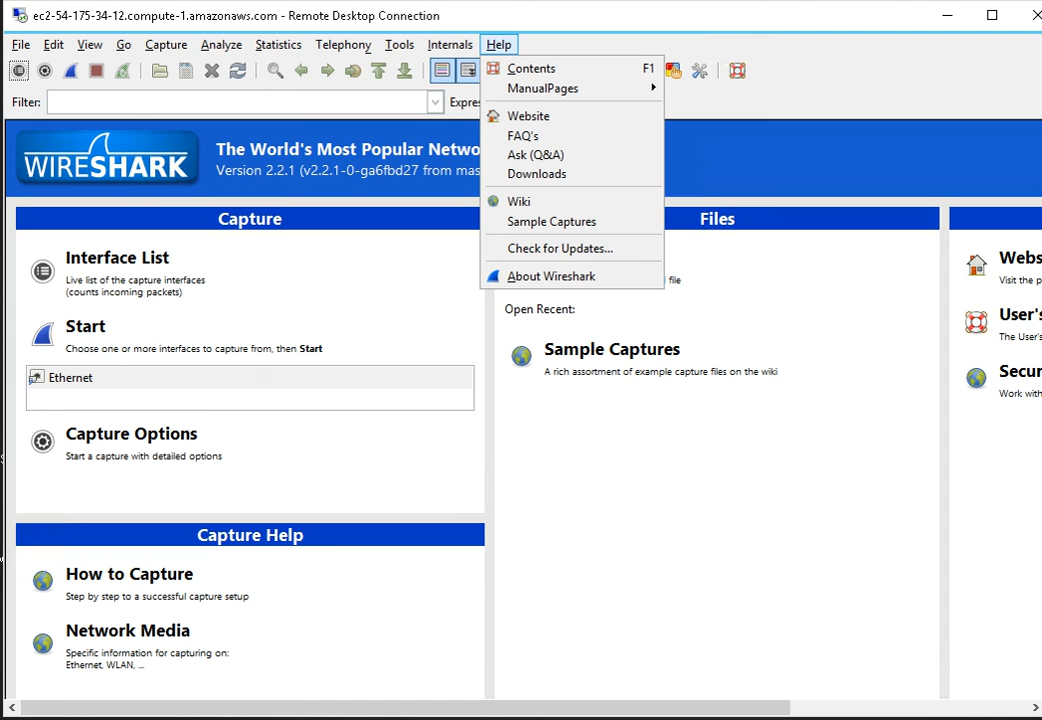 ec2-54-175-34-12.compute-1.amazonaws.com - Remote Desktop Connection
File Edit View Go Capture Analyze Statistics Telephony Tools Internals Help
Filter: Expre
Contents F1
ManualPages
Website
FAQ's
Ask (Q&A)
Downloads
Wiki
Sample Captures
Check for Updates...
About Wireshark
WIRESHARK
The World's Most Popular Netwo
Version 2.2.1 (v2.2.1-0-ga6fbd27 from mas
Capture
Interface List
Live list of the capture interfaces
(counts incoming packets)
Start
Choose one or more interfaces to capture from, then Start
Ethernet
Capture Options
Start a capture with detailed options
Capture Help
How to Capture
Step by step to a successful capture setup
Network Media
Specific information for capturing on:
Ethernet, WLAN, ...
Files
file
Open Recent:
Sample Captures
A rich assortment of example capture files on the wiki
Webs
Visit the p
User's
The User's
Secur
Work with